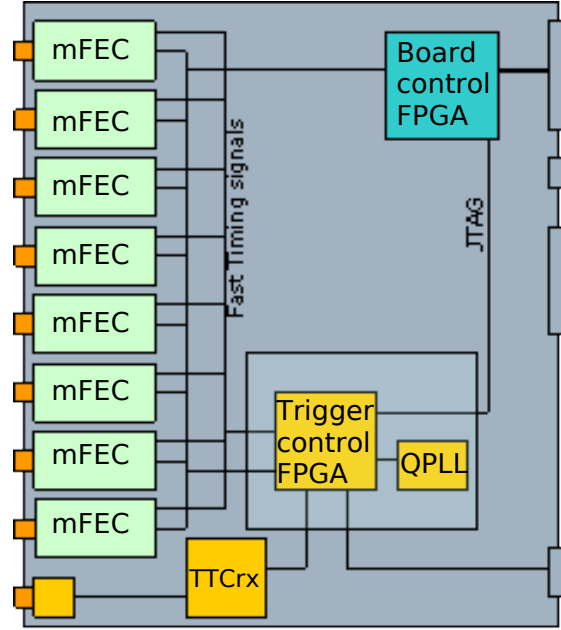 mFEC
mFEC
mFEC
mFEC
mFEC
mFEC
mFEC
mFEC
Fast Timing signals
Board
control
FPGA
JTAG
Trigger
control
FPGA
QPLL
TTCrx